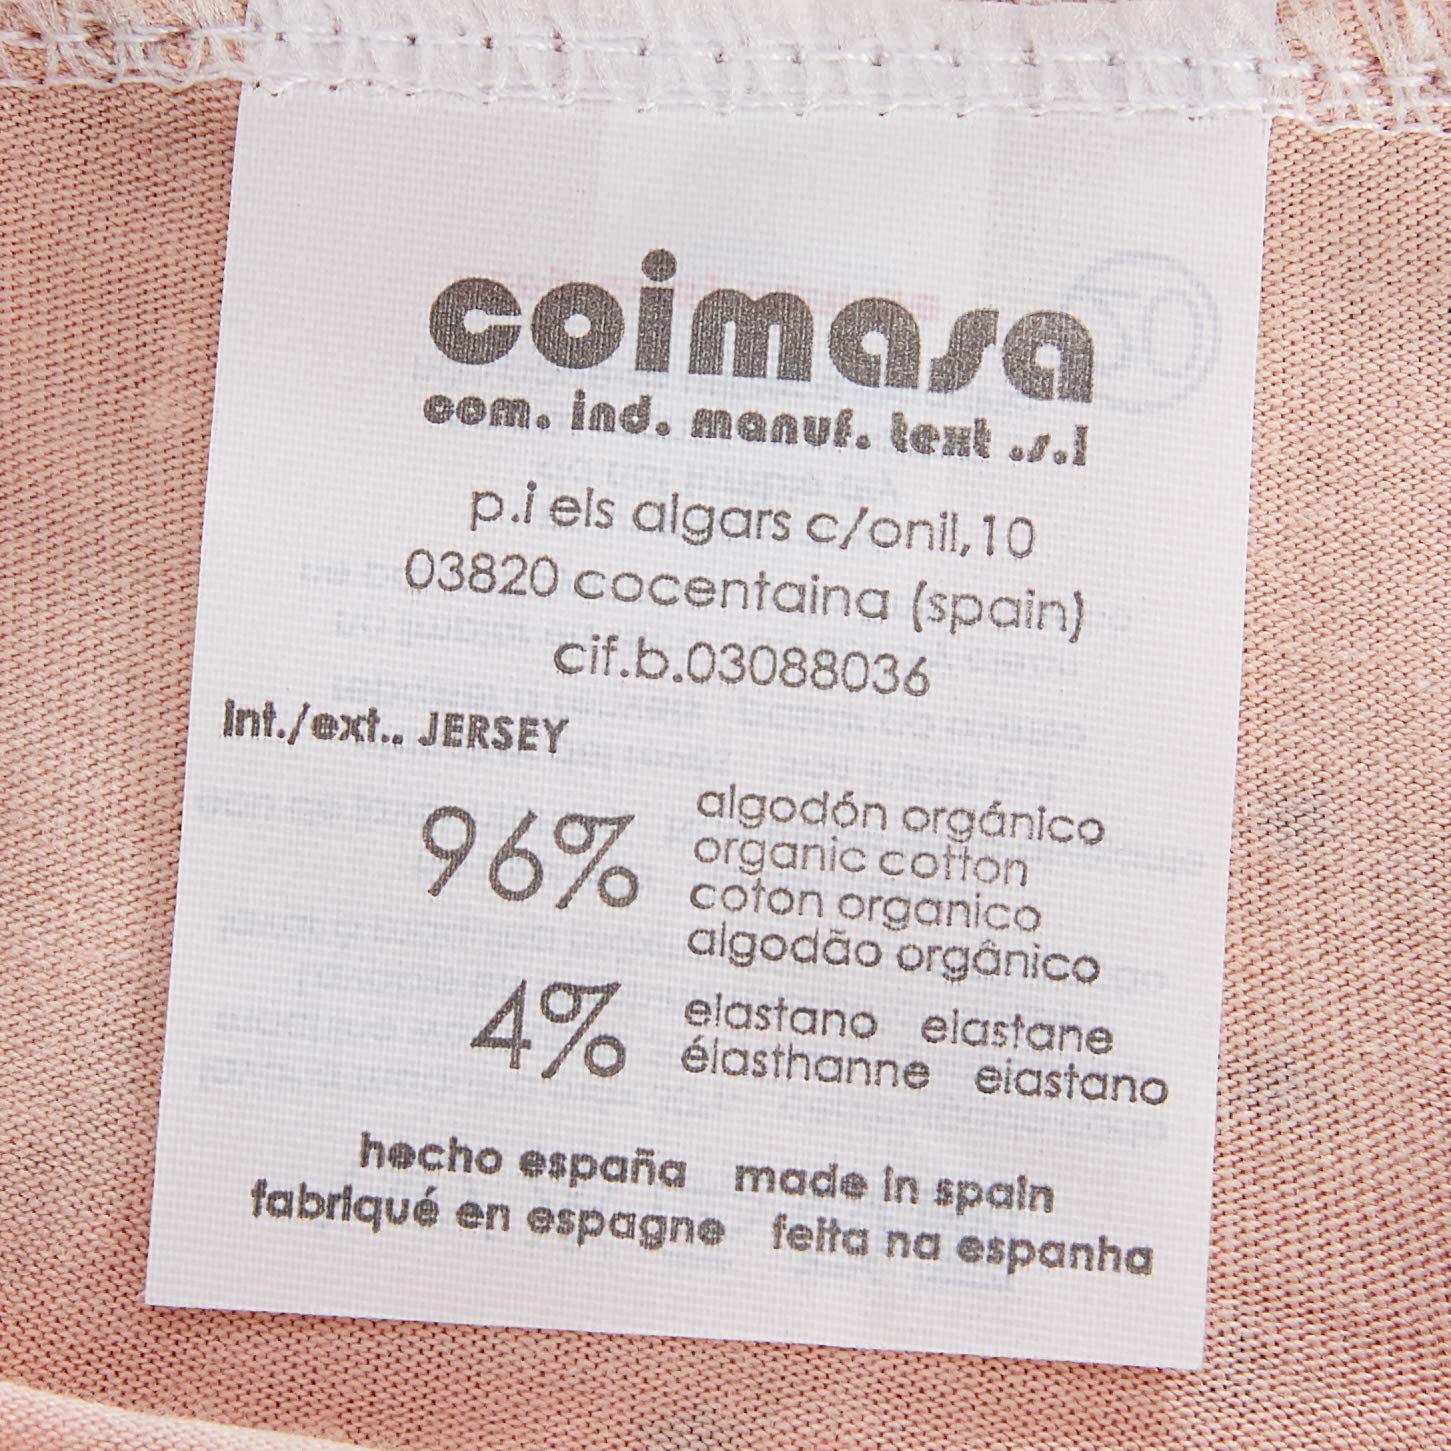 coimasa
com. ind. manuf. text .s.l
p.i els algars c/onil,10
03820 cocentaina (spain)
cif.b.03088036
int./ext.. JERSEY
96% algodón orgánico
organic cotton
coton organico
algodão orgânico
4% elastano elastane
élasthanne elastano
hecho españa made in spain
fabriqué en espagne feita na espanha